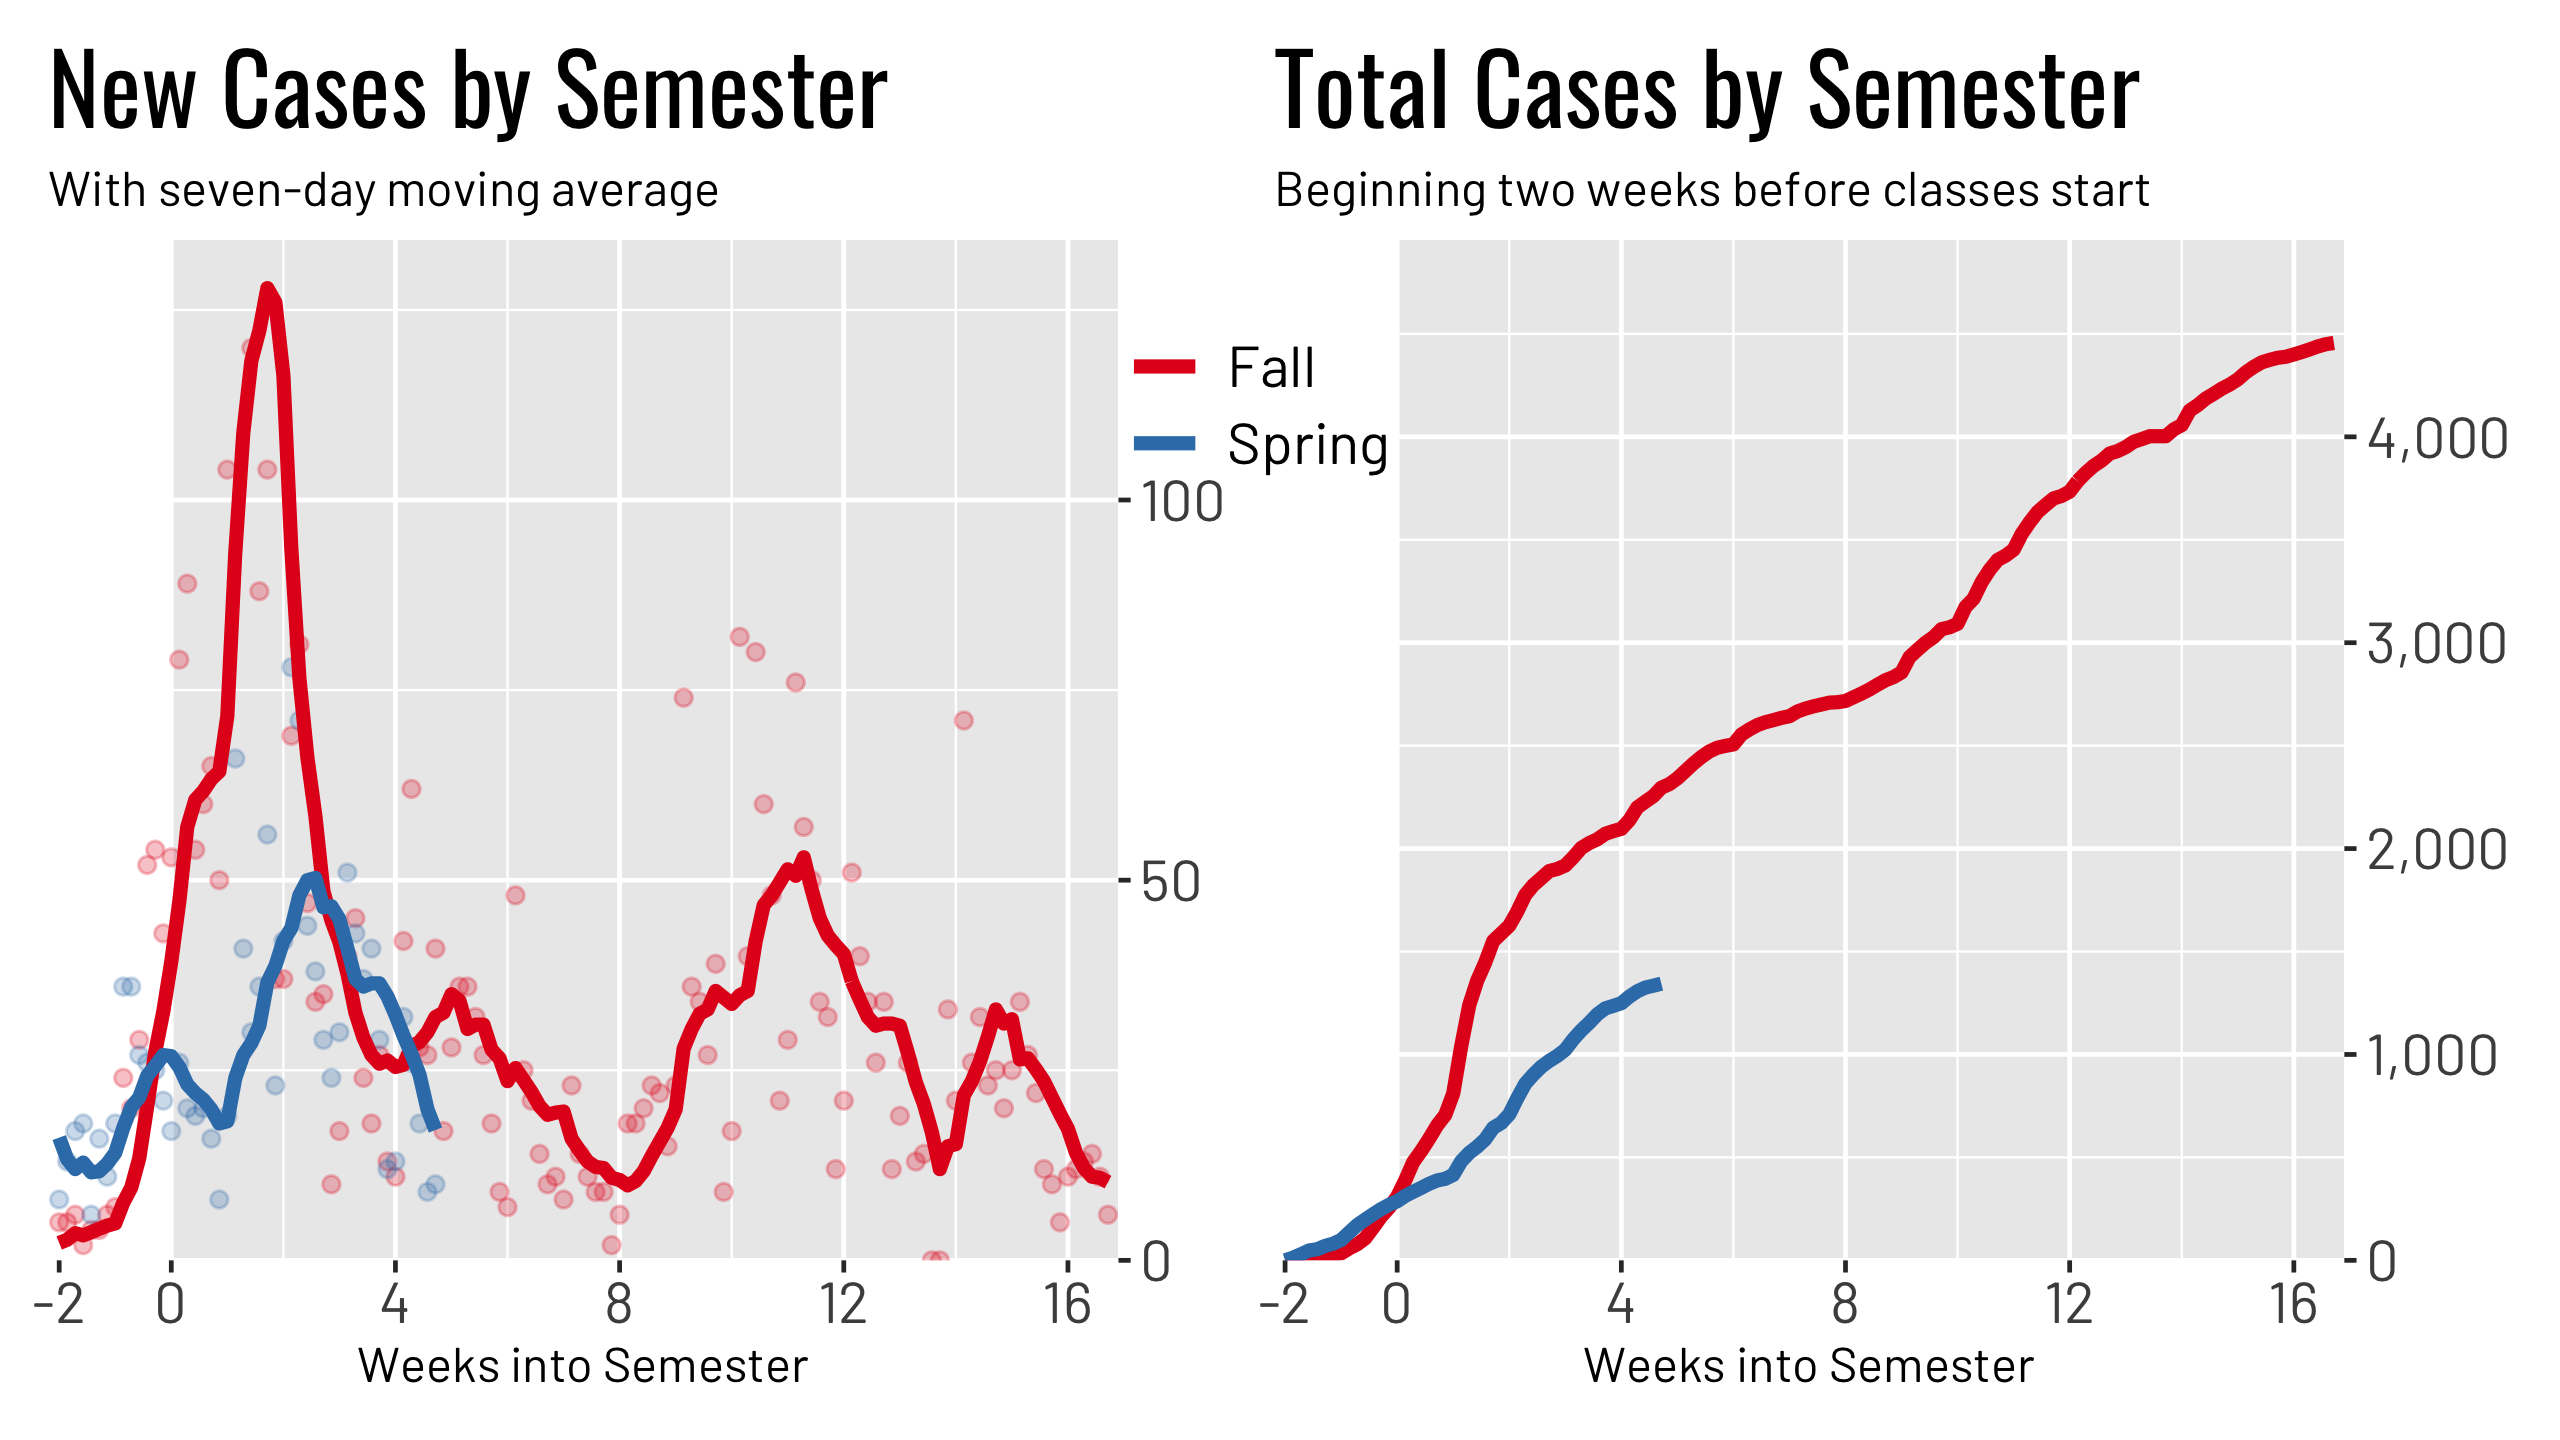 New Cases by Semester
With seven-day moving average
100
50
0
-2 0 4 8 12 16
Weeks into Semester
Fall
Spring
Total Cases by Semester
Beginning two weeks before classes start
4,000
3,000
2,000
1,000
0
-2 0 4 8 12 16
Weeks into Semester